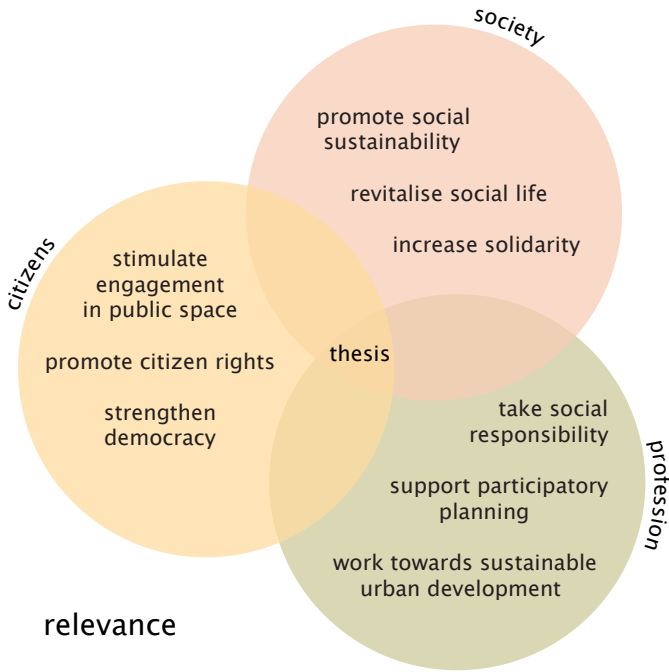 society
promote social
sustainability
revitalise social life
increase solidarity
citizens
stimulate
engagement
in public space
promote citizen rights
strengthen
democracy
thesis
profession
take social
responsibility
support participatory
planning
work towards sustainable
urban development
relevance